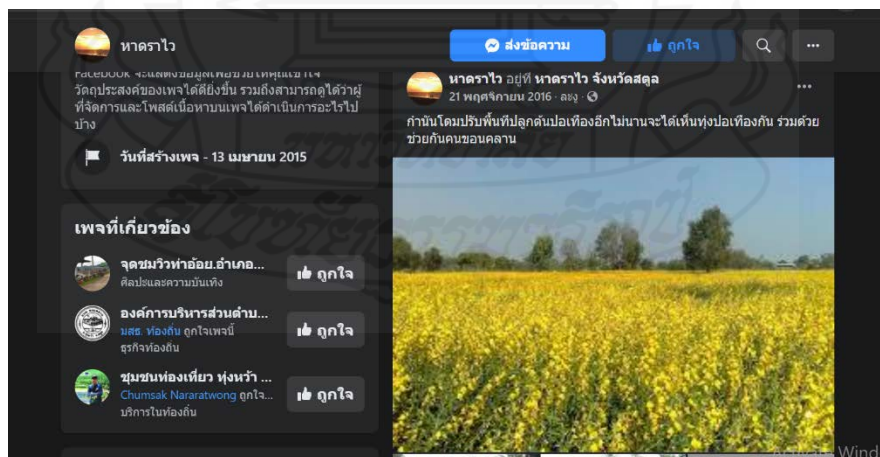 หาดราไว
ส่งข้อความ
ถูกใจ
Facebook จะแสดงข้อมูลเพื่อช่วยให้คุณเข้าใจ
วัตถุประสงค์ของเพจได้ดียิ่งขึ้น รวมถึงสามารถดูได้ว่าผู้
ที่จัดการและโพสต์เนื้อหาบนเพจได้ดำเนินการอะไรไป
บ้าง
วันที่สร้างเพจ - 13 เมษายน 2015
เพจที่เกี่ยวข้อง
จุดชมวิวท่าอ้อย.อำเภอ...
ศิลปะและความบันเทิง
ถูกใจ
องค์การบริหารส่วนตำบ...
มสธ. ท้องถิ่น ถูกใจเพจนี้
ธุรกิจท้องถิ่น
ถูกใจ
ชุมชนท่องเที่ยว ทุ่งหว้า ...
Chumsak Nararatwong ถูกใจ...
บริการในท้องถิ่น
ถูกใจ
หาดราไว อยู่ที่ หาดราไว จังหวัดสตูล
21 พฤศจิกายน 2016 · ละงู ·
กำนันโดมปรับพื้นที่ปลูกต้นปอเทืองอีกไม่นานจะได้เห็นทุ่งปอเทืองกัน ร่วมด้วย
ช่วยกันคนขอนคลาน